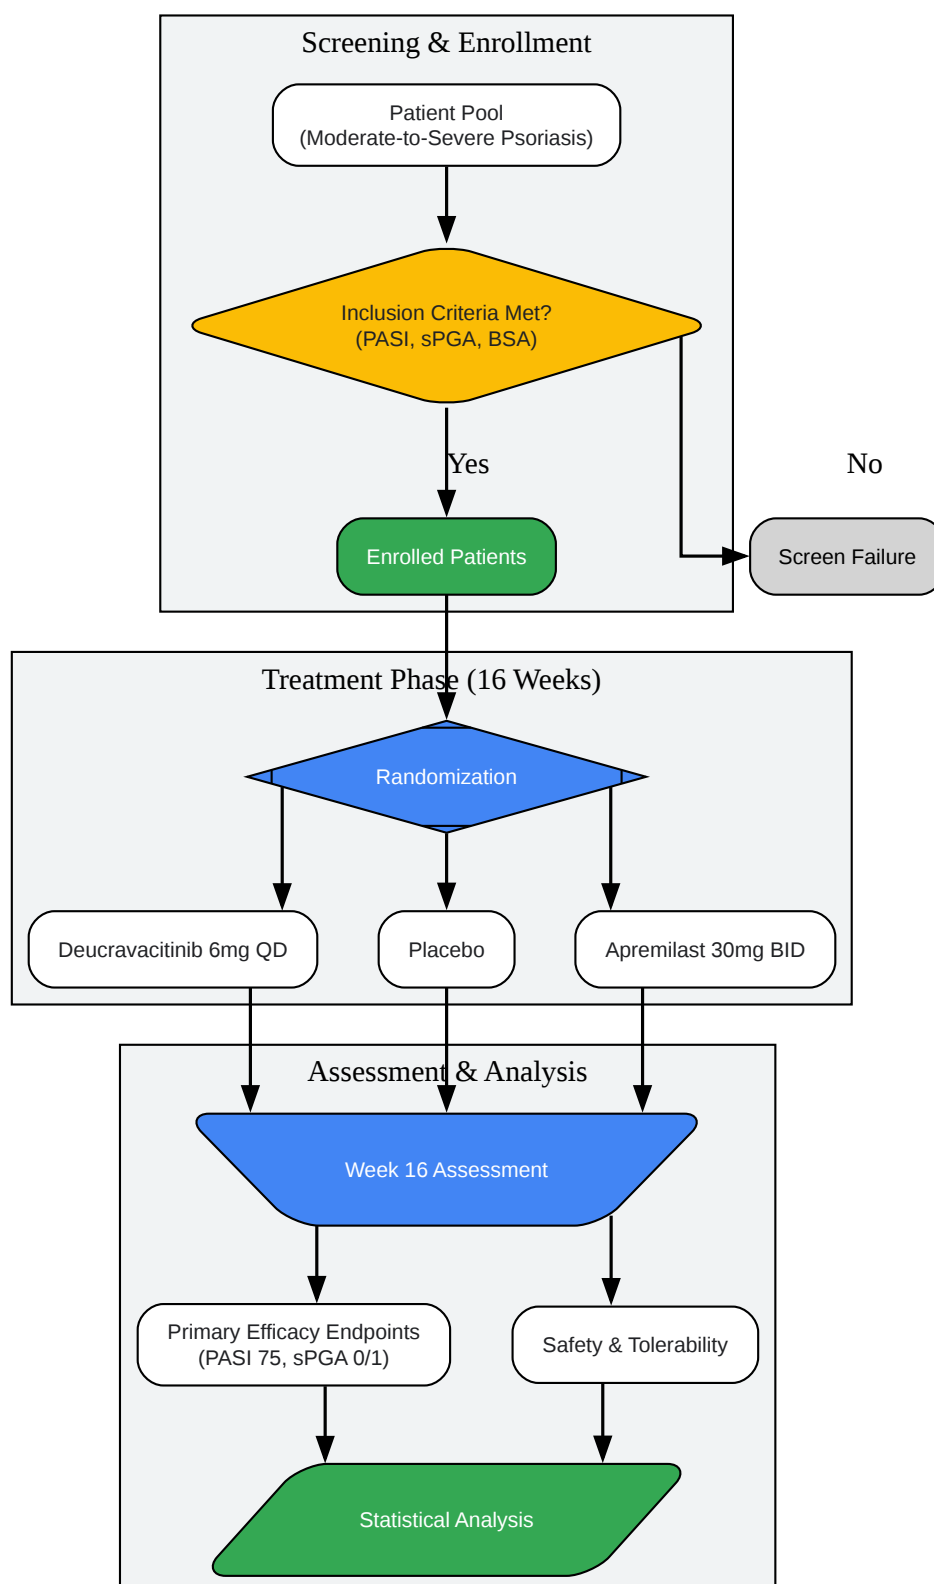 Screening & Enrollment
Patient Pool
(Moderate-to-Severe Psoriasis)
Inclusion Criteria Met?
(PASI, sPGA, BSA)
Yes
No
Enrolled Patients
Screen Failure
Treatment Phase (16 Weeks)
Randomization
Deucravacitinib 6mg QD
Placebo
Apremilast 30mg BID
Assessment & Analysis
Week 16 Assessment
Primary Efficacy Endpoints
(PASI 75, sPGA 0/1)
Safety & Tolerability
Statistical Analysis